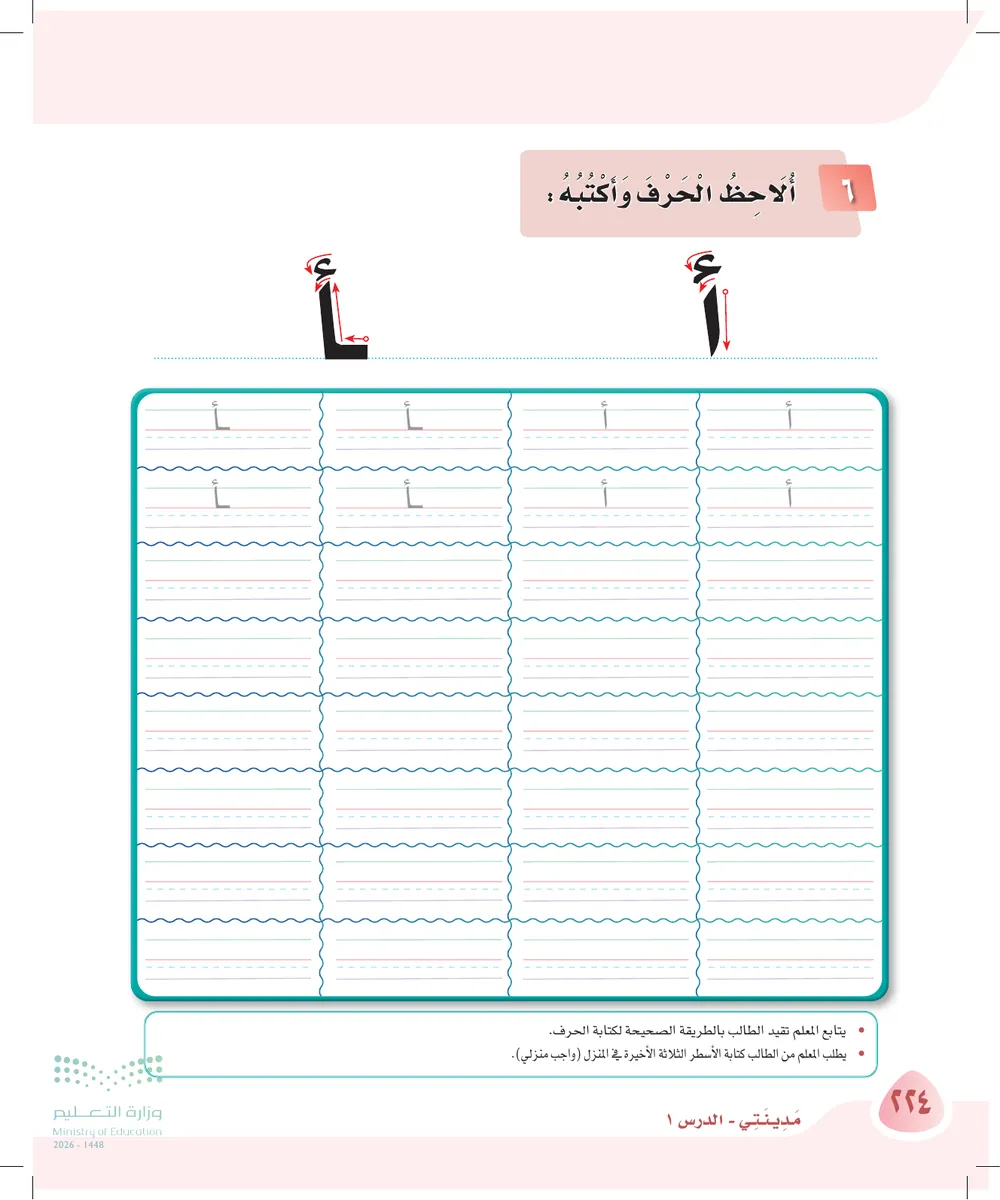 ٦
أُلَاحِظُ الْحَرْفَ وَأَكْتُبُهُ :
أ ـأ
أ أ ـأ ـأ
أ أ ـأ ـأ
• يتابع المعلم تقيد الطالب بالطريقة الصحيحة لكتابة الحرف.
• يطلب المعلم من الطالب كتابة الأسطر الثلاثة الأخيرة في المنزل (واجب منزلي).
٢٢٤
مَدِينَتِي - الدرس ١
وزارة التعـليم
Ministry of Education
2026 - 1448